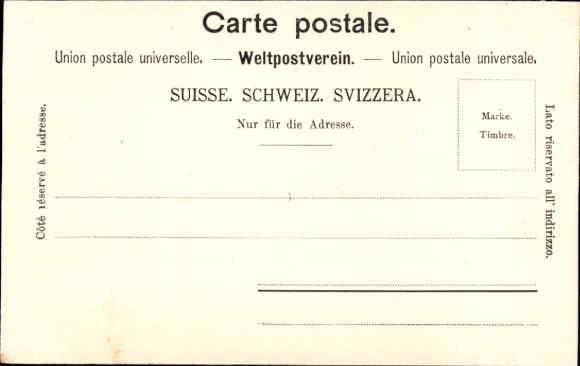 Carte postale.
Union postale universelle. — Weltpostverein. — Union postale universale.
SUISSE. SCHWEIZ. SVIZZERA.
Nur für die Adresse.
Marke.
Timbre.
Côté réservé à l'adresse.
Lato riservato all' indirizzo.